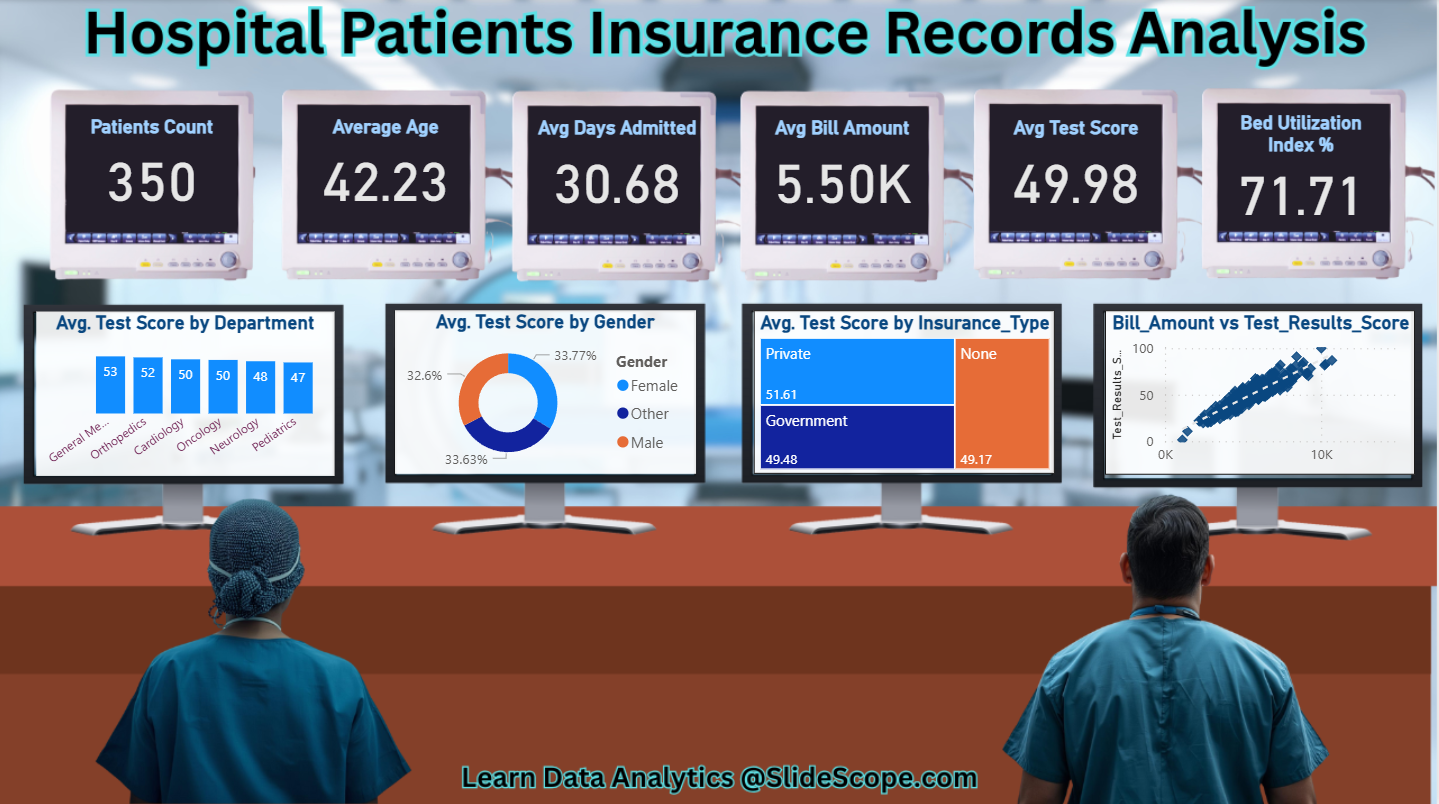 Hospital Patients Insurance Records Analysis
Patients Count
350
Average Age
42.23
Avg Days Admitted
30.68
Avg Bill Amount
5.50K
Avg Test Score
49.98
Bed Utilization
Index %
71.71
Avg. Test Score by Department
53 52 50 50 48 47
General Me... Orthopedics Cardiology Oncology Neurology Pediatrics
Avg. Test Score by Gender
33.77%
32.6%
33.63%
Gender
Female
Other
Male
Avg. Test Score by Insurance_Type
Private
51.61
Government
49.48
None
49.17
Bill_Amount vs Test_Results_Score
Test_Results_S...
100
50
0
0K 10K
Learn Data Analytics @SlideScope.com